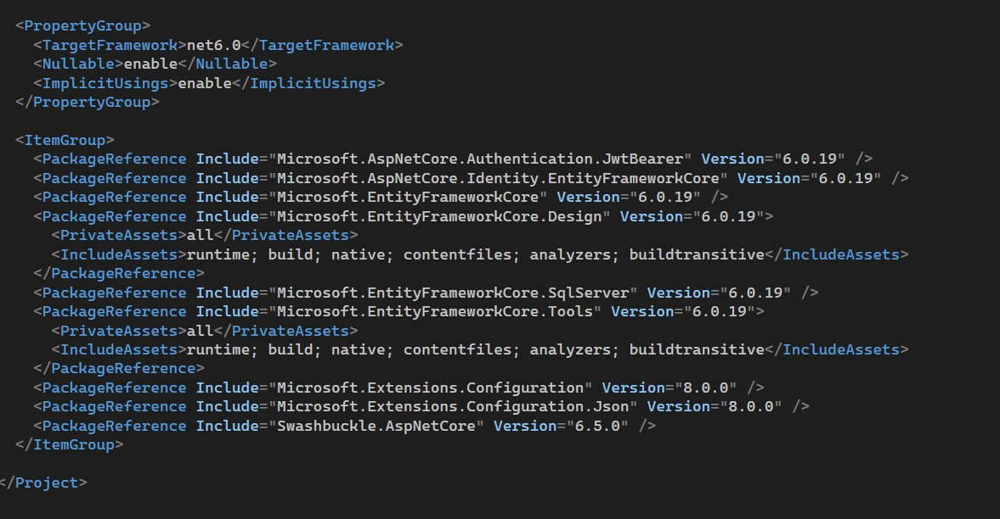 <PropertyGroup>
<TargetFramework>net6.0</TargetFramework>
<Nullable>enable</Nullable>
<ImplicitUsings>enable</ImplicitUsings>
</PropertyGroup>
<ItemGroup>
<PackageReference Include="Microsoft.AspNetCore.Authentication.JwtBearer" Version="6.0.19" />
<PackageReference Include="Microsoft.AspNetCore.Identity.EntityFrameworkCore" Version="6.0.19" />
<PackageReference Include="Microsoft.EntityFrameworkCore" Version="6.0.19" />
<PackageReference Include="Microsoft.EntityFrameworkCore.Design" Version="6.0.19">
<PrivateAssets>all</PrivateAssets>
<IncludeAssets>runtime; build; native; contentfiles; analyzers; buildtransitive</IncludeAssets>
</PackageReference>
<PackageReference Include="Microsoft.EntityFrameworkCore.SqlServer" Version="6.0.19" />
<PackageReference Include="Microsoft.EntityFrameworkCore.Tools" Version="6.0.19">
<PrivateAssets>all</PrivateAssets>
<IncludeAssets>runtime; build; native; contentfiles; analyzers; buildtransitive</IncludeAssets>
</PackageReference>
<PackageReference Include="Microsoft.Extensions.Configuration" Version="8.0.0" />
<PackageReference Include="Microsoft.Extensions.Configuration.Json" Version="8.0.0" />
<PackageReference Include="Swashbuckle.AspNetCore" Version="6.5.0" />
</ItemGroup>
</Project>